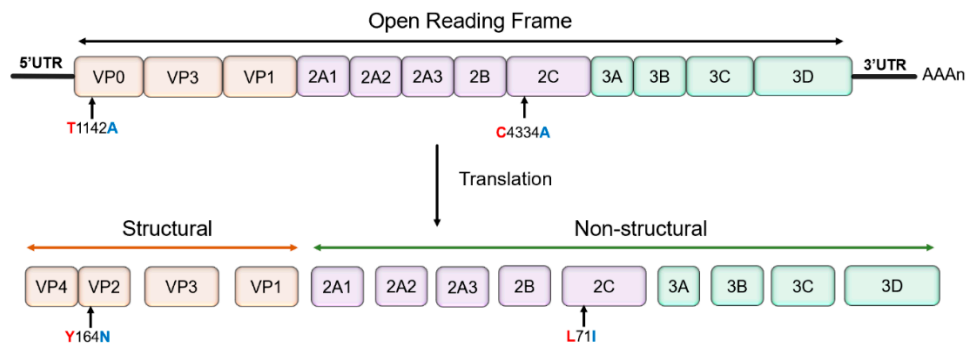 Open Reading Frame
5'UTR VP0 VP3 VP1 2A1 2A2 2A3 2B 2C 3A 3B 3C 3D 3'UTR AAAn
T1142A C4334A
Translation
Structural Non-structural
VP4 VP2 VP3 VP1 2A1 2A2 2A3 2B 2C 3A 3B 3C 3D
Y164N L71I